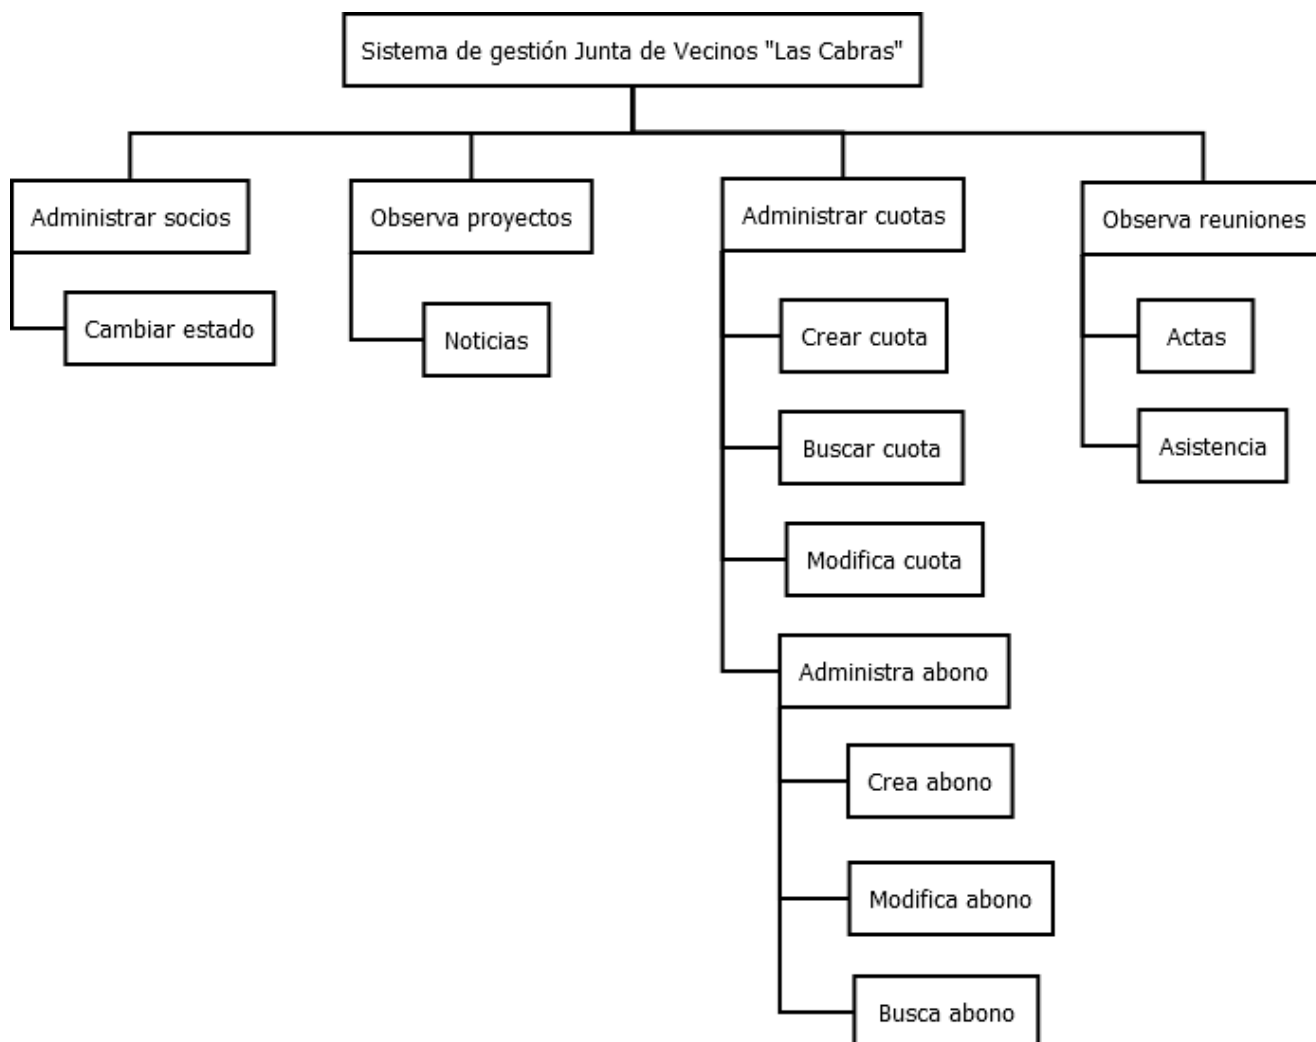 Sistema de gestión Junta de Vecinos "Las Cabras"
Administrar socios
Cambiar estado
Observa proyectos
Noticias
Administrar cuotas
Crear cuota
Buscar cuota
Modifica cuota
Administra abono
Crea abono
Modifica abono
Busca abono
Observa reuniones
Actas
Asistencia